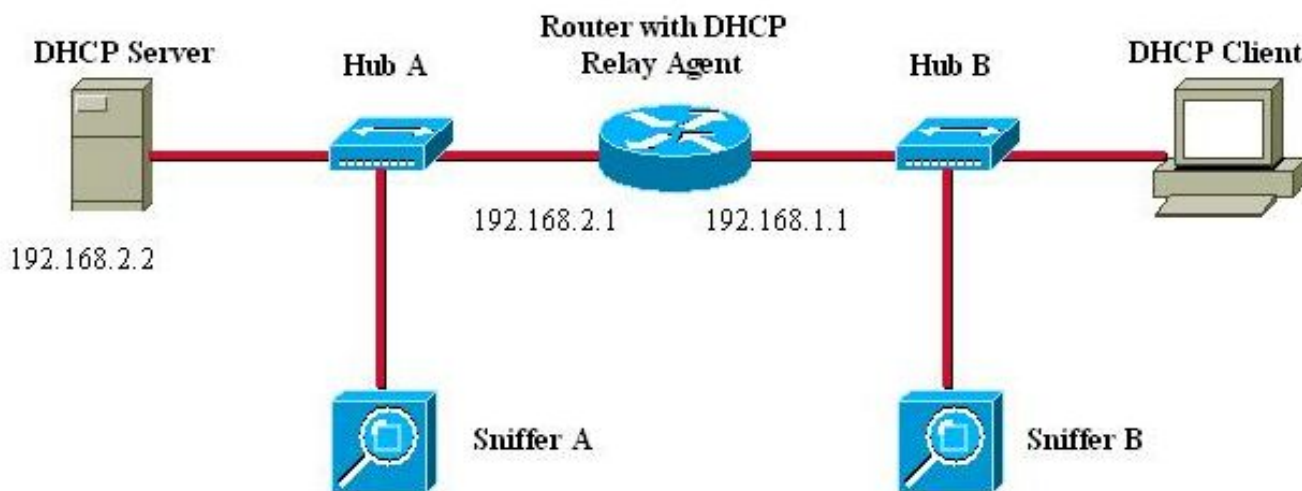 DHCP Server
Hub A
Router with DHCP
Relay Agent
Hub B
DHCP Client
192.168.2.2
192.168.2.1
192.168.1.1
Sniffer A
Sniffer B